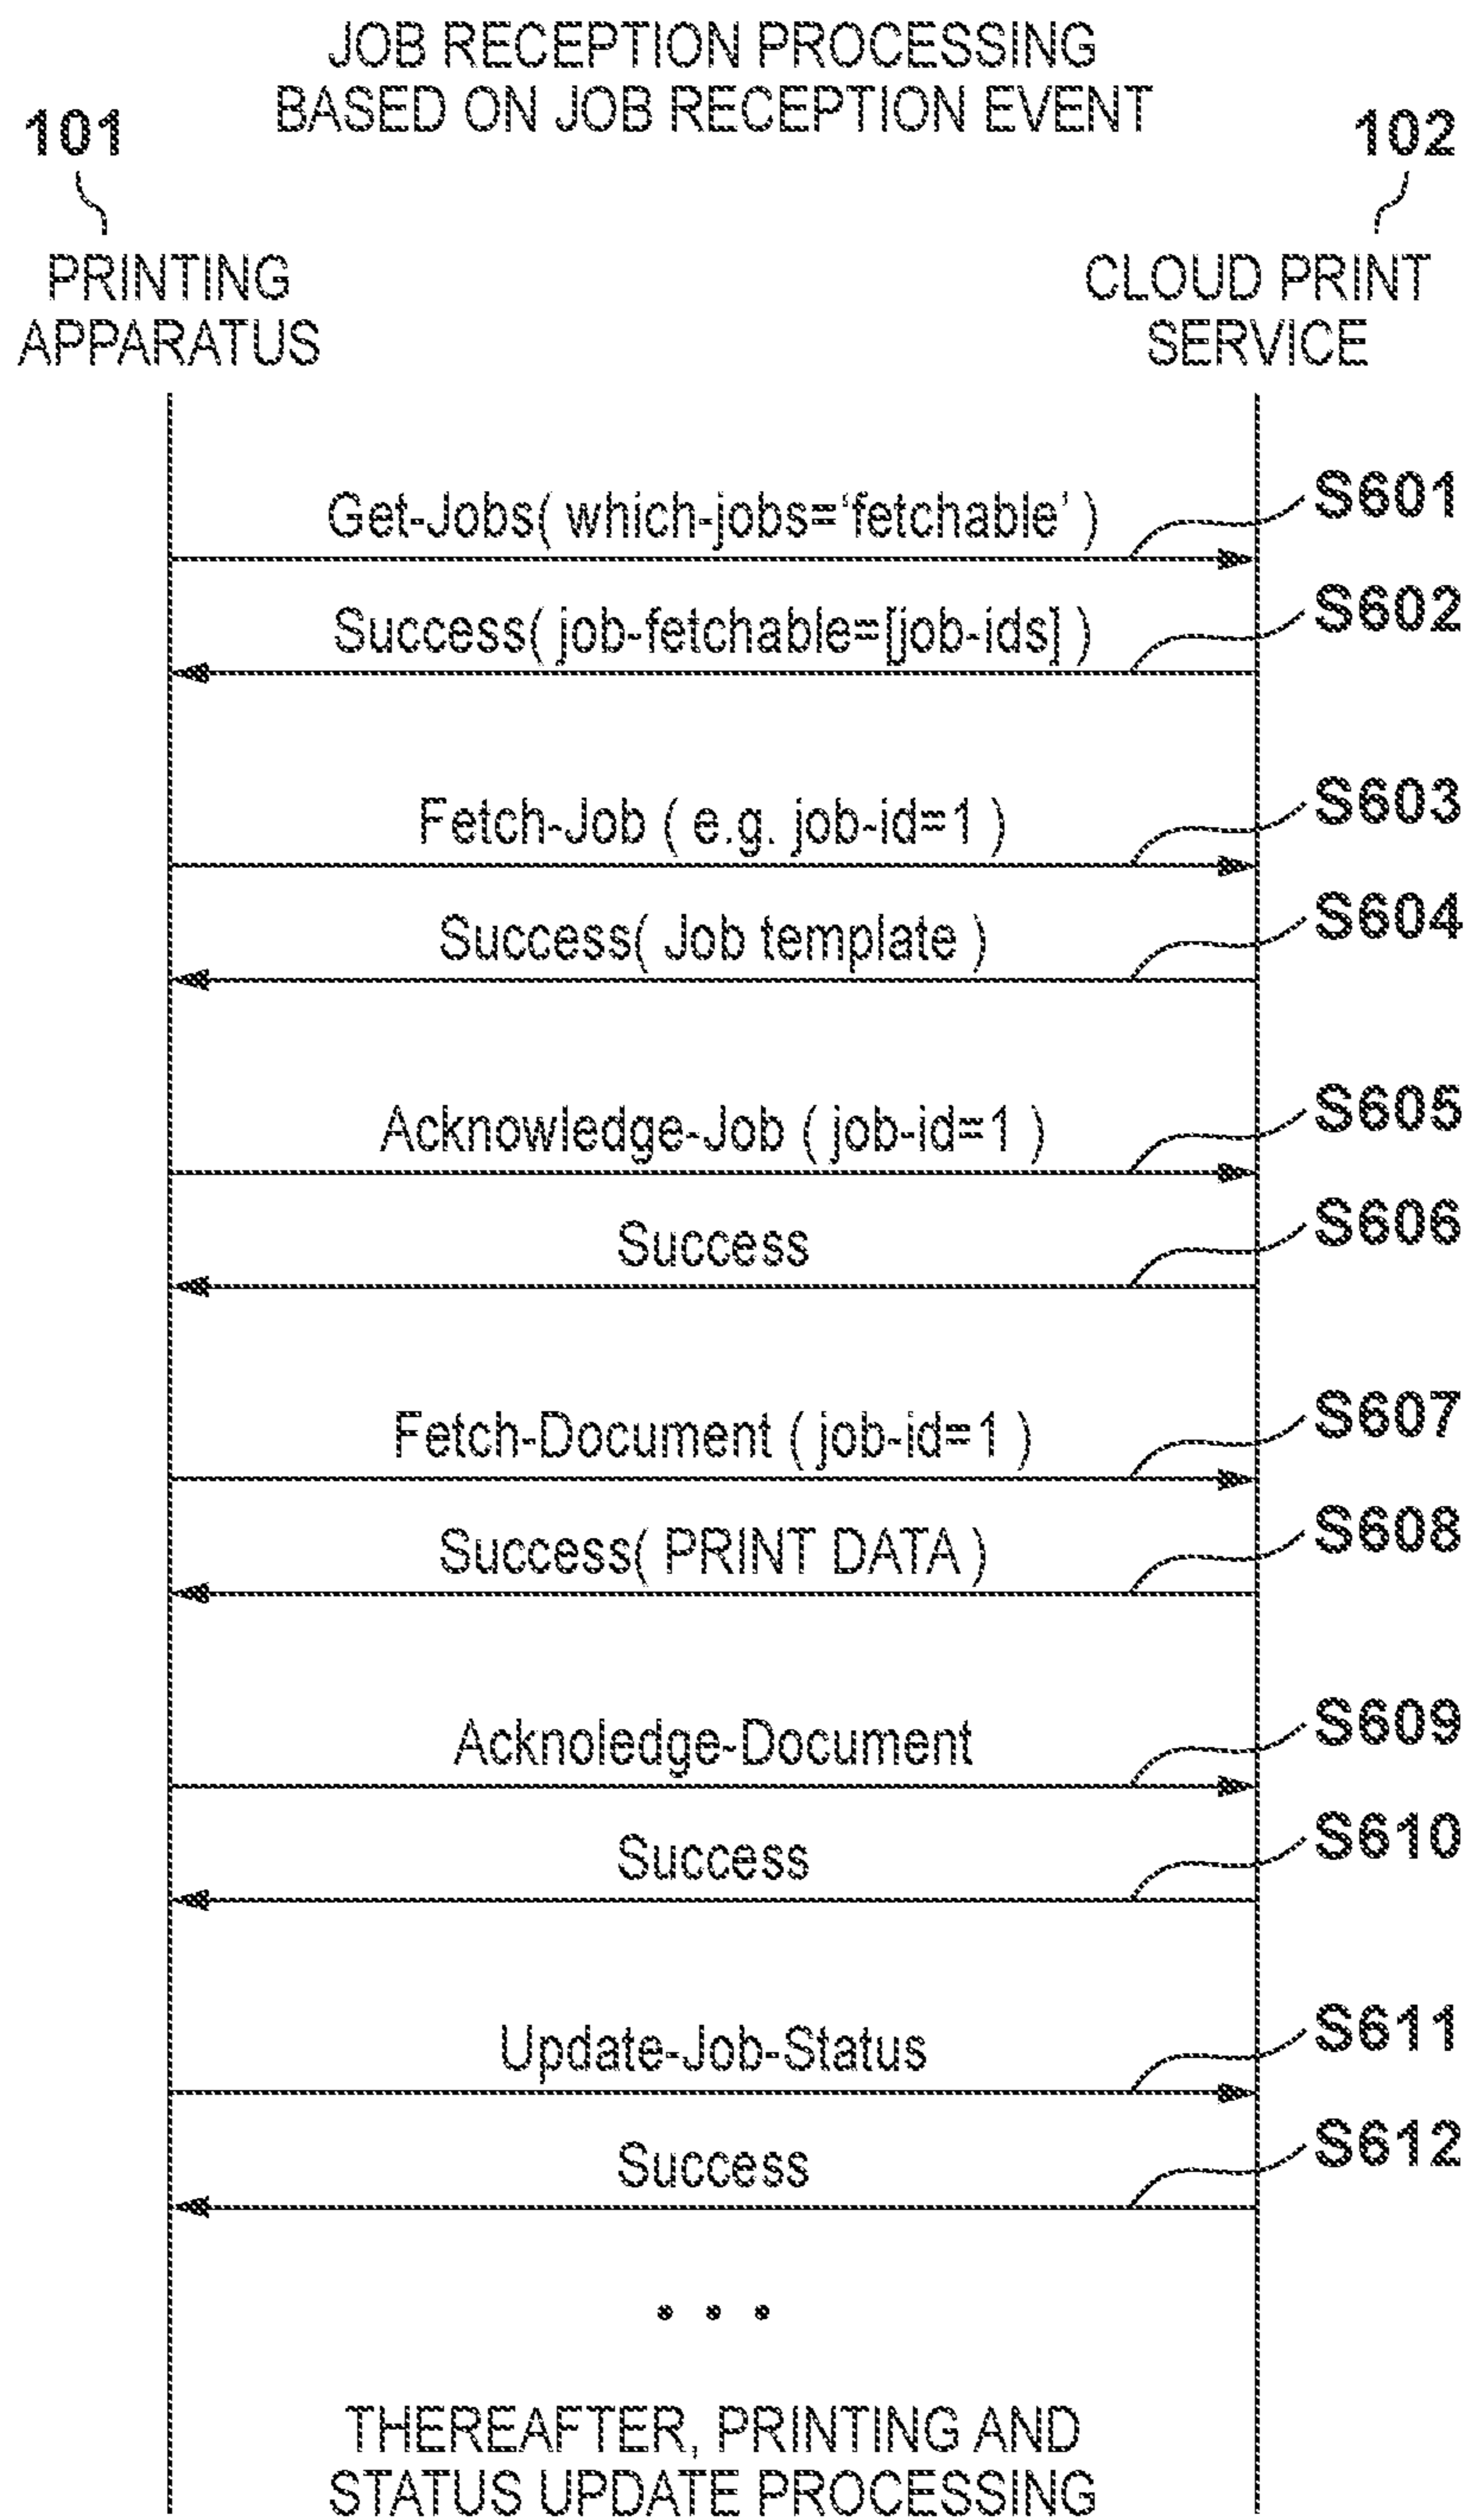 JOB RECEPTION PROCESSING
BASED ON JOB RECEPTION EVENT
101
102
PRINTING
APPARATUS
CLOUD PRINT
SERVICE
Get-Jobs( which-jobs='fetchable' )
S601
Success( job-fetchable=[job-ids] )
S602
Fetch-Job ( e.g. job-id=1 )
S603
Success( Job template )
S604
Acknowledge-Job ( job-id=1 )
S605
Success
S606
Fetch-Document ( job-id=1 )
S607
Success( PRINT DATA )
S608
Acknoledge-Document
S609
Success
S610
Update-Job-Status
S611
Success
S612
• • •
THEREAFTER, PRINTING AND
STATUS UPDATE PROCESSING